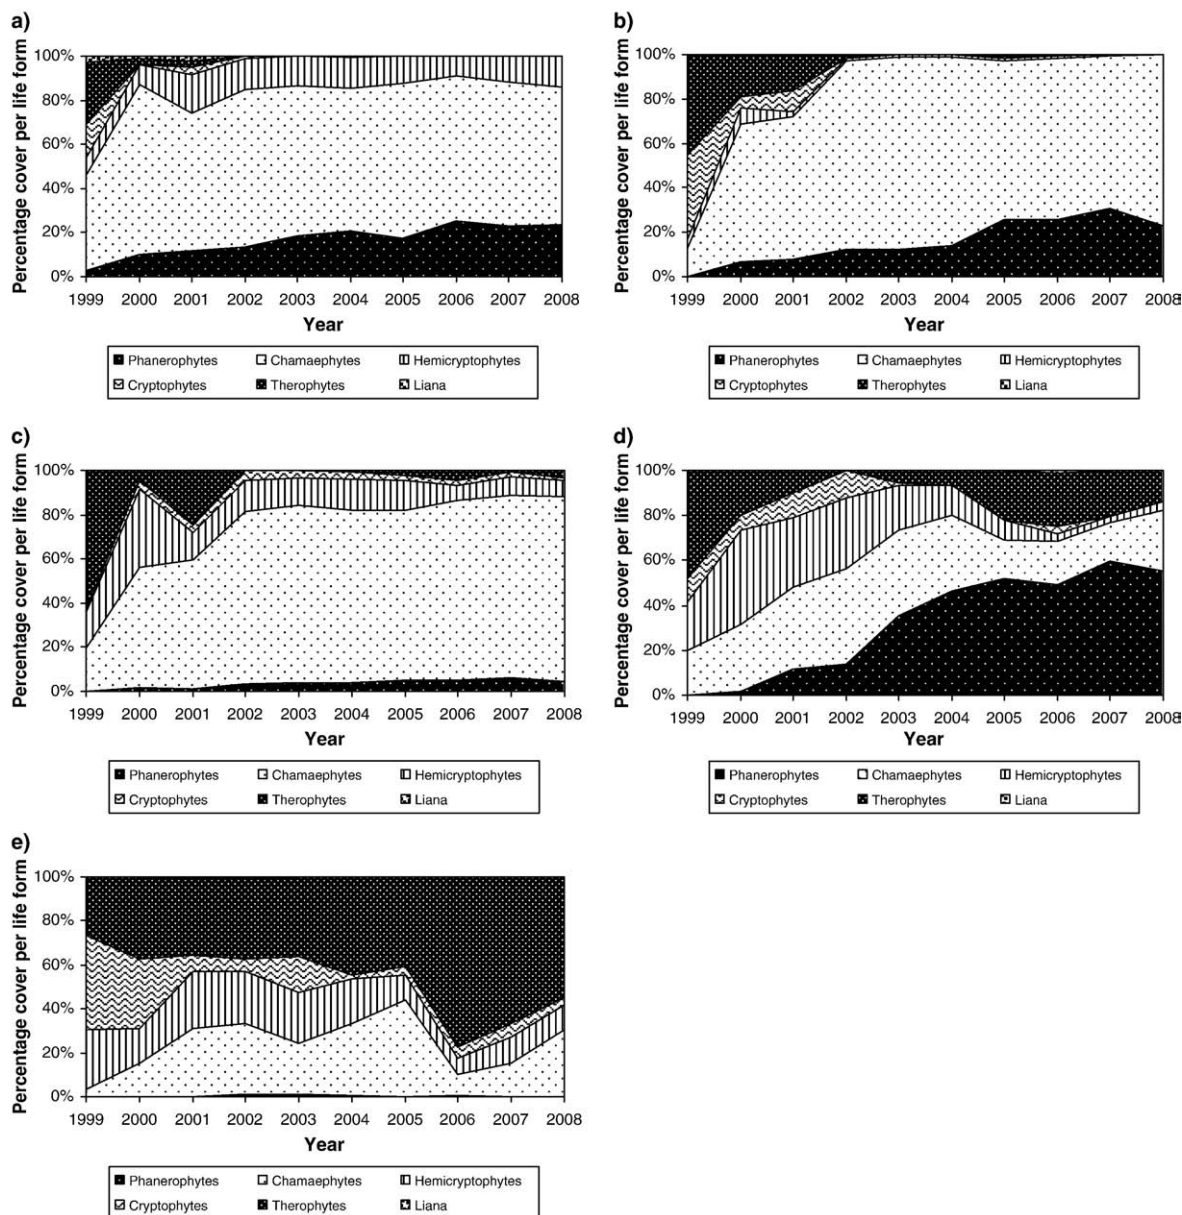 a)
Percentage cover per life form
100%
80%
60%
40%
20%
0%
1999 2000 2001 2002 2003 2004 2005 2006 2007 2008
Year
Phanerophytes Chamaephytes Hemicryptophytes
Cryptophytes Therophytes Liana
b)
Percentage cover per life form
100%
80%
60%
40%
20%
0%
1999 2000 2001 2002 2003 2004 2005 2006 2007 2008
Year
Phanerophytes Chamaephytes Hemicryptophytes
Cryptophytes Therophytes Liana
c)
Percentage cover per life form
100%
80%
60%
40%
20%
0%
1999 2000 2001 2002 2003 2004 2005 2006 2007 2008
Year
Phanerophytes Chamaephytes Hemicryptophytes
Cryptophytes Therophytes Liana
d)
Percentage cover per life form
100%
80%
60%
40%
20%
0%
1999 2000 2001 2002 2003 2004 2005 2006 2007 2008
Year
Phanerophytes Chamaephytes Hemicryptophytes
Cryptophytes Therophytes Liana
e)
Percentage cover per life form
100%
80%
60%
40%
20%
0%
1999 2000 2001 2002 2003 2004 2005 2006 2007 2008
Year
Phanerophytes Chamaephytes Hemicryptophytes
Cryptophytes Therophytes Liana